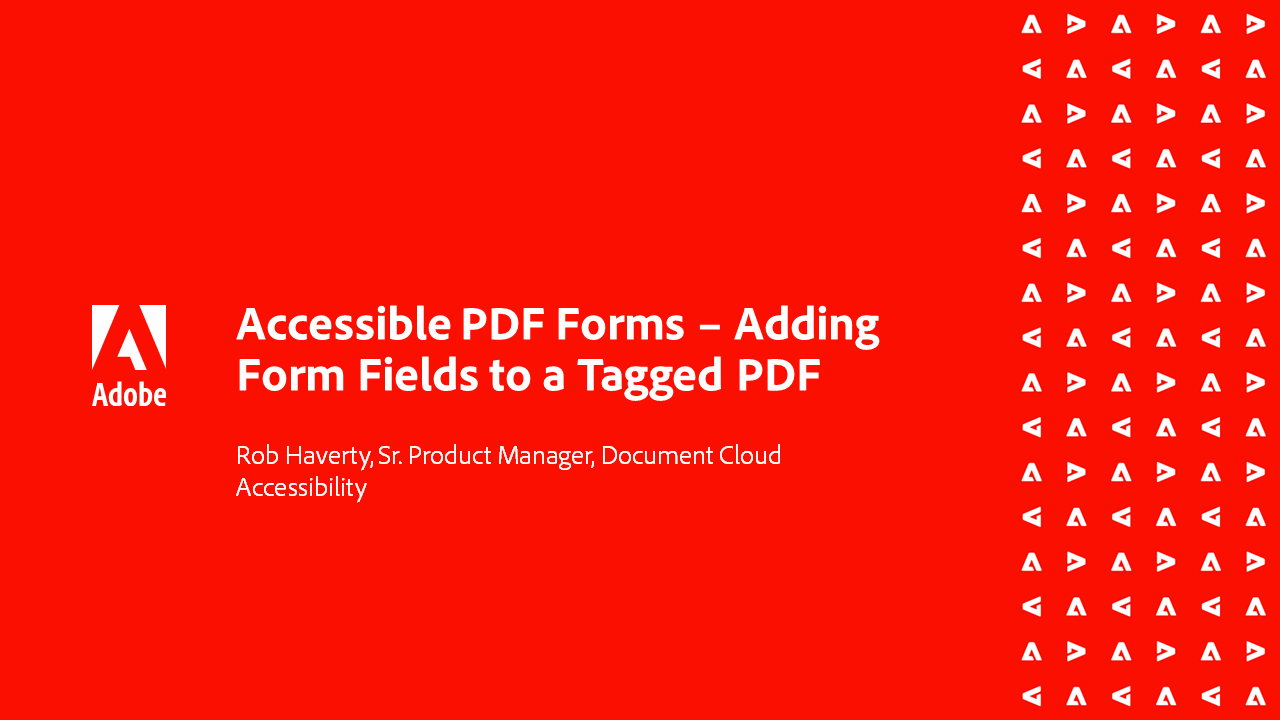 Adobe
Accessible PDF Forms – Adding
Form Fields to a Tagged PDF
Rob Haverty, Sr. Product Manager, Document Cloud
Accessibility